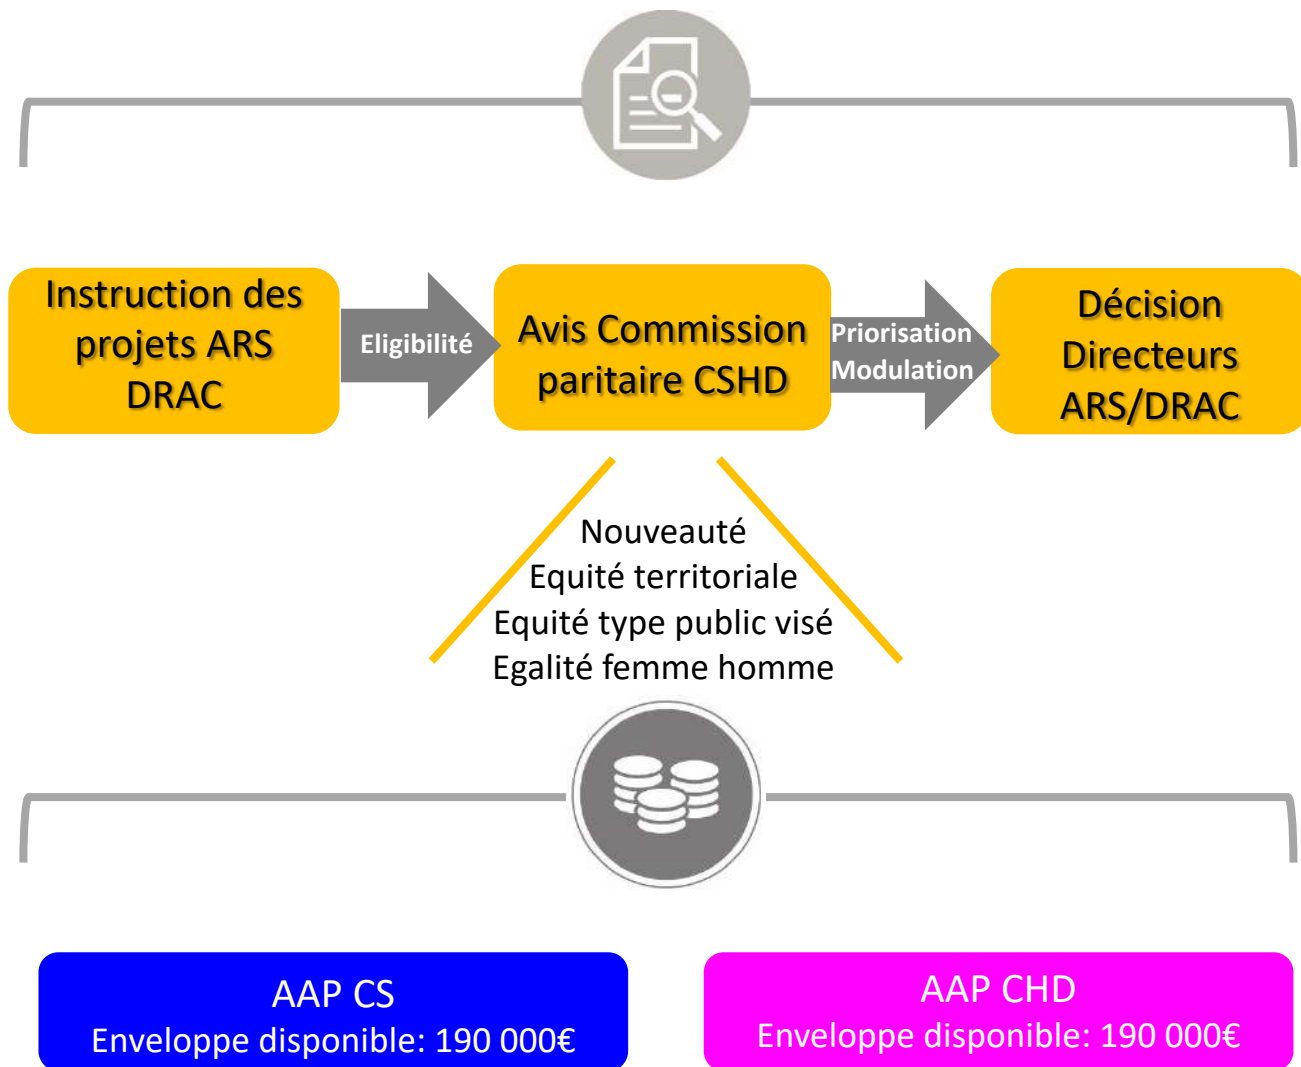 Instruction des
projets ARS
DRAC
Eligibilité
Avis Commission
paritaire CSHD
Priorisation
Modulation
Décision
Directeurs
ARS/DRAC
Nouveauté
Equité territoriale
Equité type public visé
Egalité femme homme
AAP CS
Enveloppe disponible: 190 000€
AAP CHD
Enveloppe disponible: 190 000€